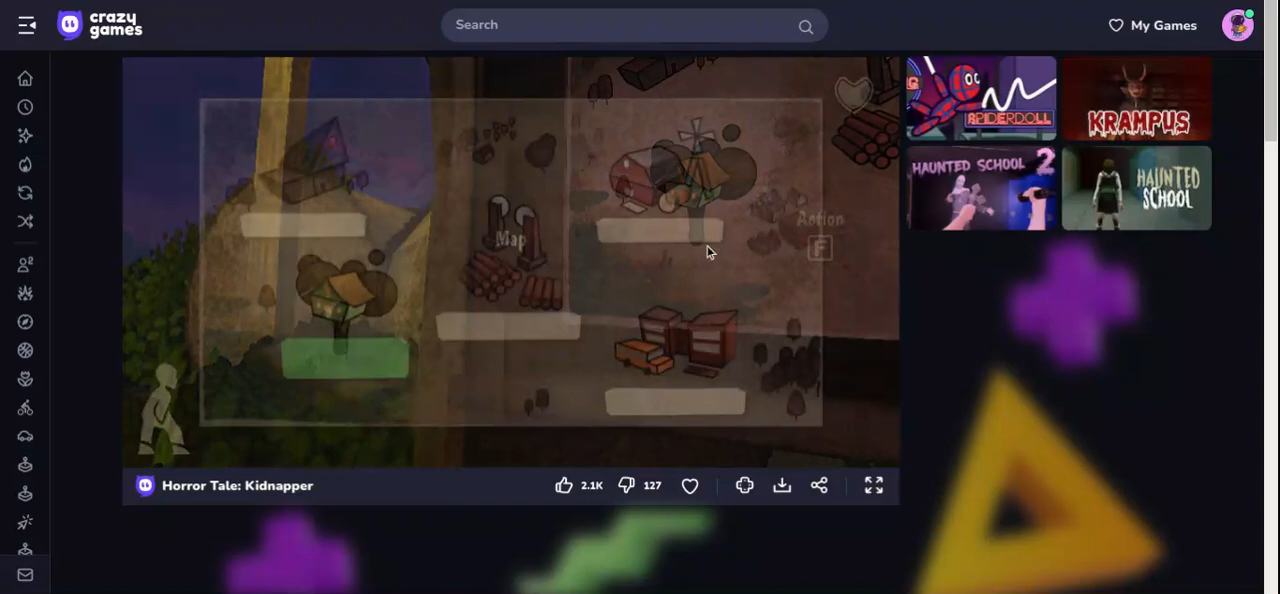 crazy
games
Search
My Games
SPIDERDOLL
KRAMPUS
HAUNTED SCHOOL 2
HAUNTED
SCHOOL
Action
F
Map
Horror Tale: Kidnapper
2.1K
127